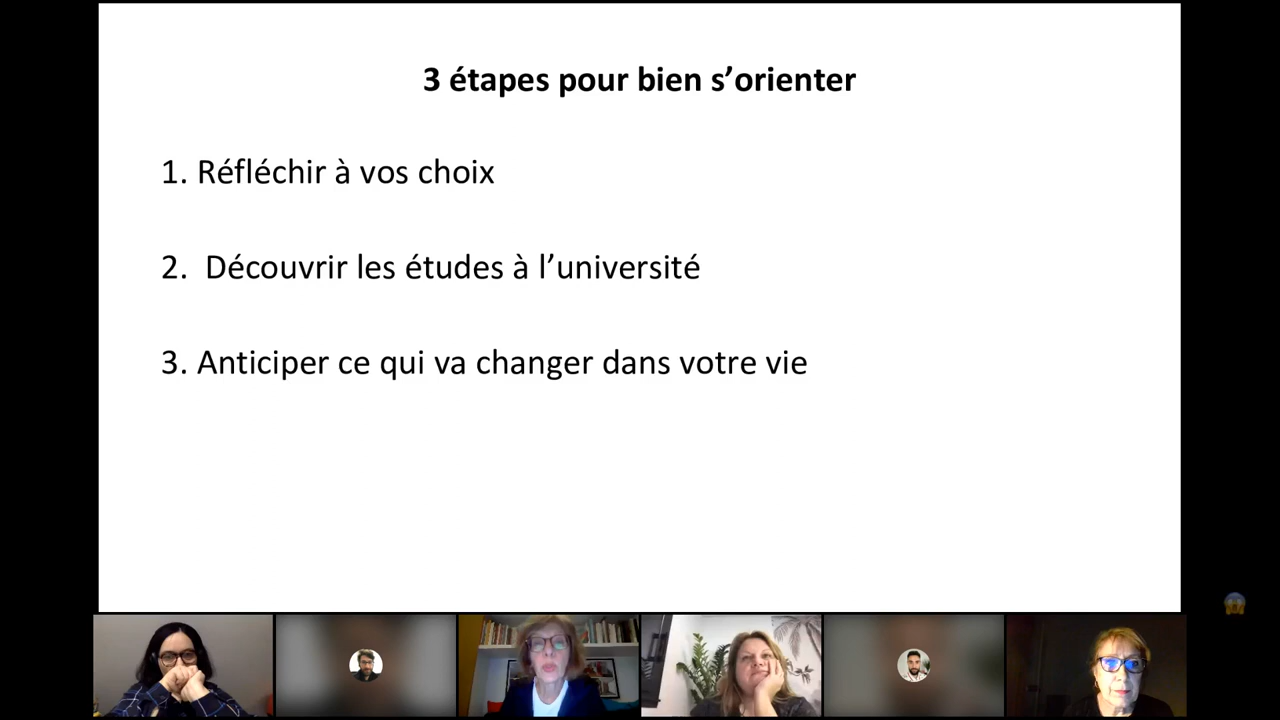 3 étapes pour bien s’orienter
1. Réfléchir à vos choix
2. Découvrir les études à l’université
3. Anticiper ce qui va changer dans votre vie